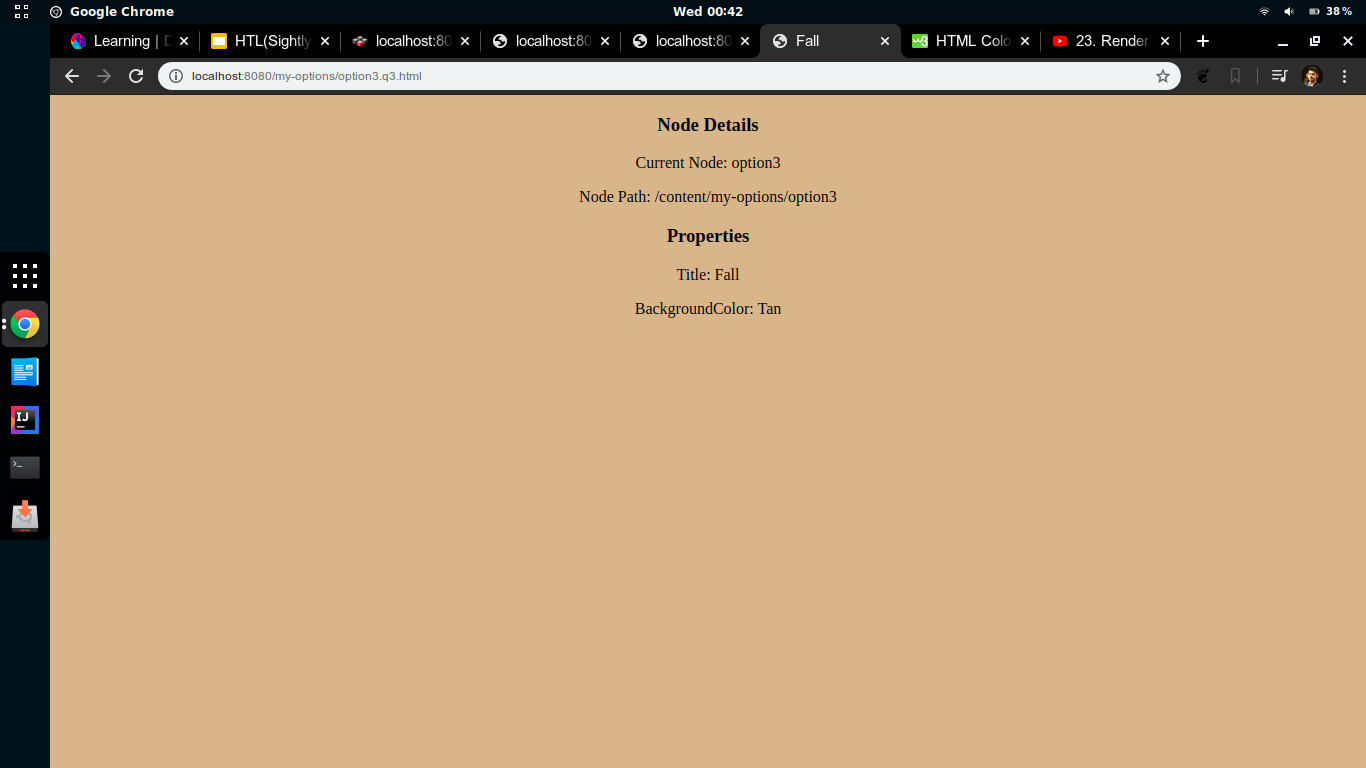 Google Chrome
Wed 00:42
38 %
Learning | D
HTL(Sightly
localhost:80
localhost:80
localhost:80
Fall
HTML Colo
23. Render
localhost:8080/my-options/option3.q3.html
Node Details
Current Node: option3
Node Path: /content/my-options/option3
Properties
Title: Fall
BackgroundColor: Tan
IJ